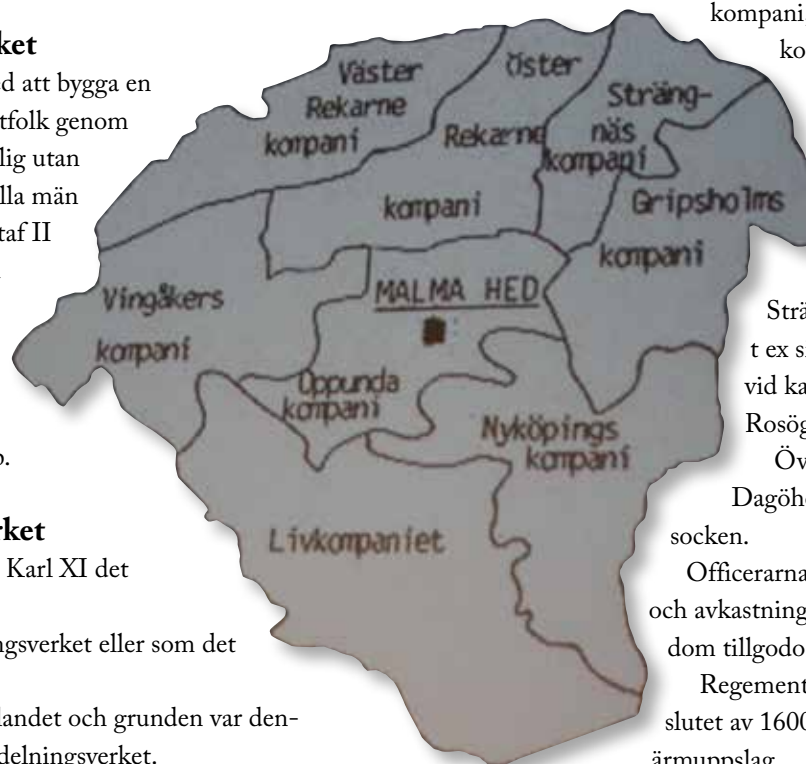 ket
ed att bygga en
tfolk genom
lig utan
lla män
taf II
o.
rket
Karl XI det
ngsverket eller som det
landet och grunden var den-
delningsverket.
Väster
Rekarne
kompani
Öster
Rekarne
kompani
Sträng-
näs
kompani
Gripsholms
kompani
Vingåkers
kompani
MALMA HED
Oppunda
kompani
Nyköpings
kompani
Livkompaniet
kompani
ko
Strä
t ex s
vid ka
Rosög
Öv
Dagöh
socken.
Officerarna
och avkastning
dom tillgodo
Regement
slutet av 1600
ärmuppslag